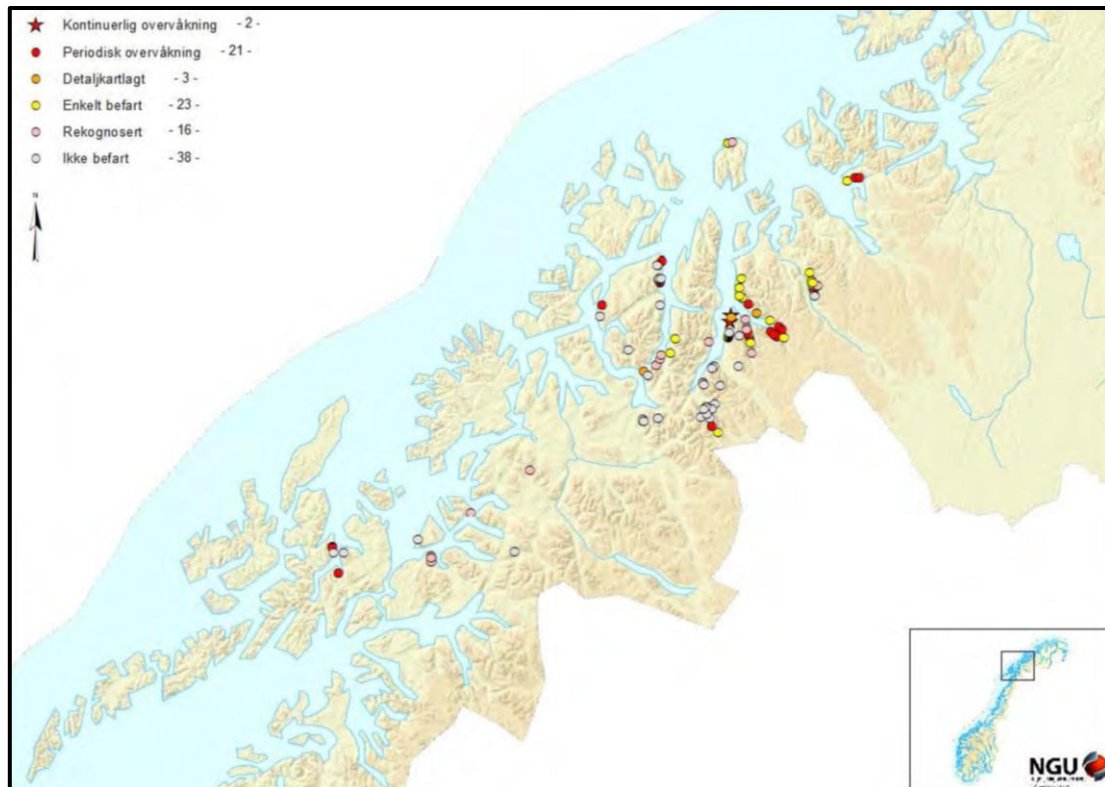 Kontinuerlig overvåkning - 2 -
Periodisk overvåkning - 21 -
Detaljkartlagt - 3 -
Enkelt befart - 23 -
Rekognosert - 16 -
Ikke befart - 38 -
N
NGU